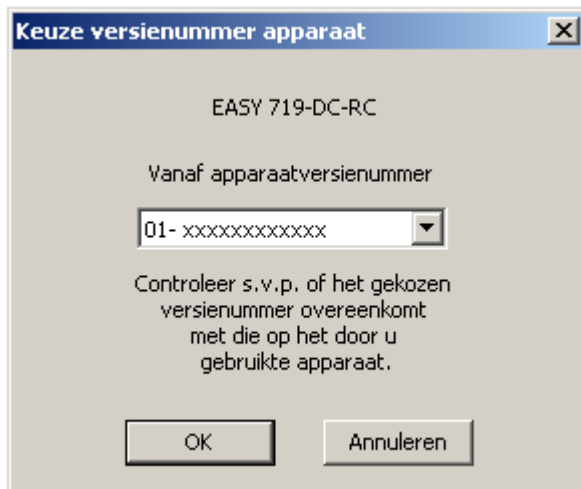 Keuze versienummer apparaat
EASY 719-DC-RC
Vanaf apparaatversienummer
01- xxxxxxxxxxxx
Controleer s.v.p. of het gekozen
versienummer overeenkomt
met die op het door u
gebruikte apparaat.
OK
Annuleren